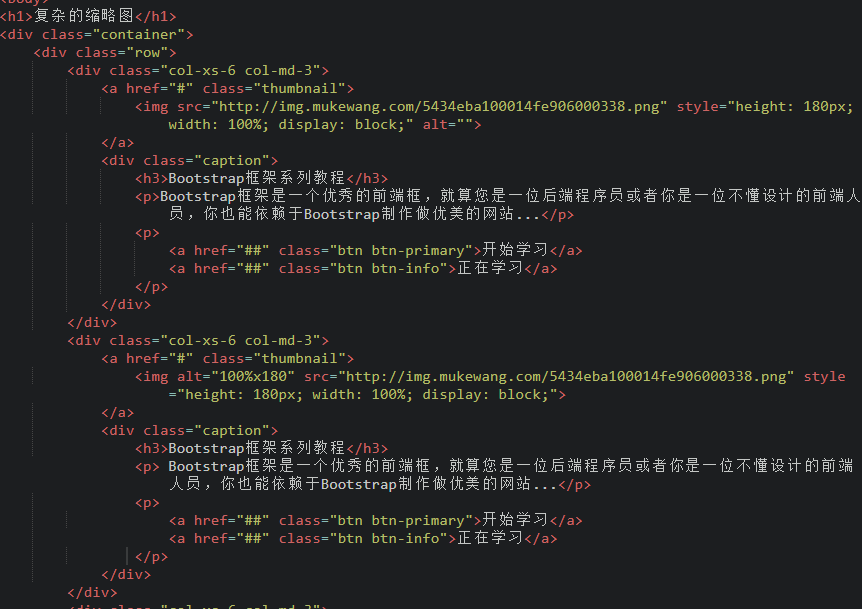 <body>
<h1>复杂的缩略图</h1>
<div class="container">
<div class="row">
<div class="col-xs-6 col-md-3">
<a href="#" class="thumbnail">
<img src="http://img.mukewang.com/5434eba100014fe906000338.png" style="height: 180px;
width: 100%; display: block;" alt="">
</a>
<div class="caption">
<h3>Bootstrap框架系列教程</h3>
<p>Bootstrap框架是一个优秀的前端框，就算您是一位后端程序员或者你是一位不懂设计的前端人
员，你也能依赖于Bootstrap制作做优美的网站...</p>
<p>
<a href="##" class="btn btn-primary">开始学习</a>
<a href="##" class="btn btn-info">正在学习</a>
</p>
</div>
</div>
<div class="col-xs-6 col-md-3">
<a href="#" class="thumbnail">
<img alt="100%x180" src="http://img.mukewang.com/5434eba100014fe906000338.png" style
="height: 180px; width: 100%; display: block;">
</a>
<div class="caption">
<h3>Bootstrap框架系列教程</h3>
<p> Bootstrap框架是一个优秀的前端框，就算您是一位后端程序员或者你是一位不懂设计的前端
人员，你也能依赖于Bootstrap制作做优美的网站...</p>
<p>
<a href="##" class="btn btn-primary">开始学习</a>
<a href="##" class="btn btn-info">正在学习</a>
</p>
</div>
</div>
<div class="col-xs-6 col-md-3">